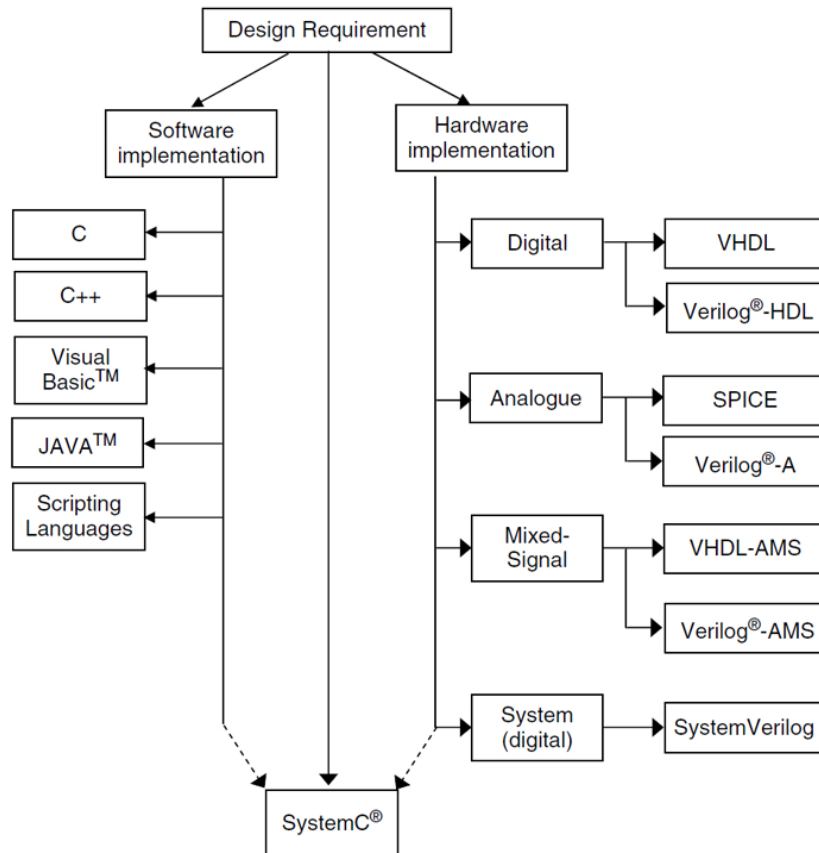 Design Requirement
Software
implementation
Hardware
implementation
C
Digital
VHDL
C++
Verilog®-HDL
Visual
Basic™
Analogue
SPICE
JAVA™
Verilog®-A
Scripting
Languages
Mixed-
Signal
VHDL-AMS
Verilog®-AMS
System
(digital)
SystemVerilog
SystemC®